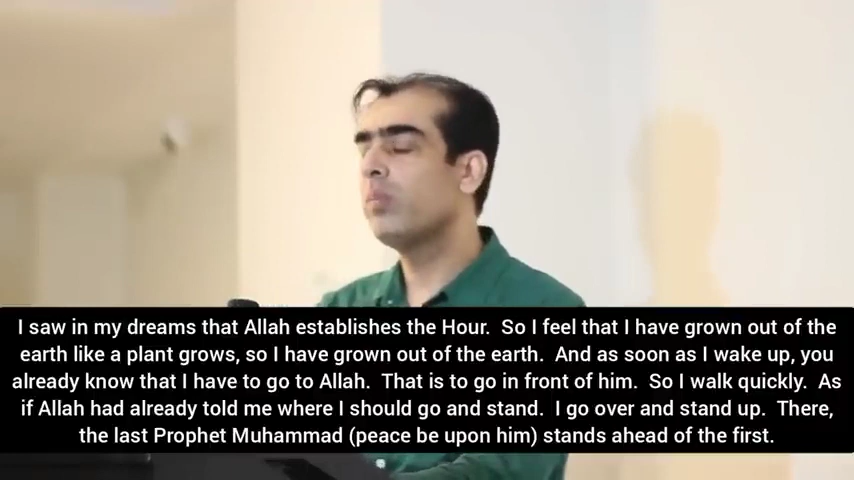 I saw in my dreams that Allah establishes the Hour.  So I feel that I have grown out of the
earth like a plant grows, so I have grown out of the earth.  And as soon as I wake up, you
already know that I have to go to Allah.  That is to go in front of him.  So I walk quickly.  As
if Allah had already told me where I should go and stand.  I go over and stand up.  There,
the last Prophet Muhammad (peace be upon him) stands ahead of the first.